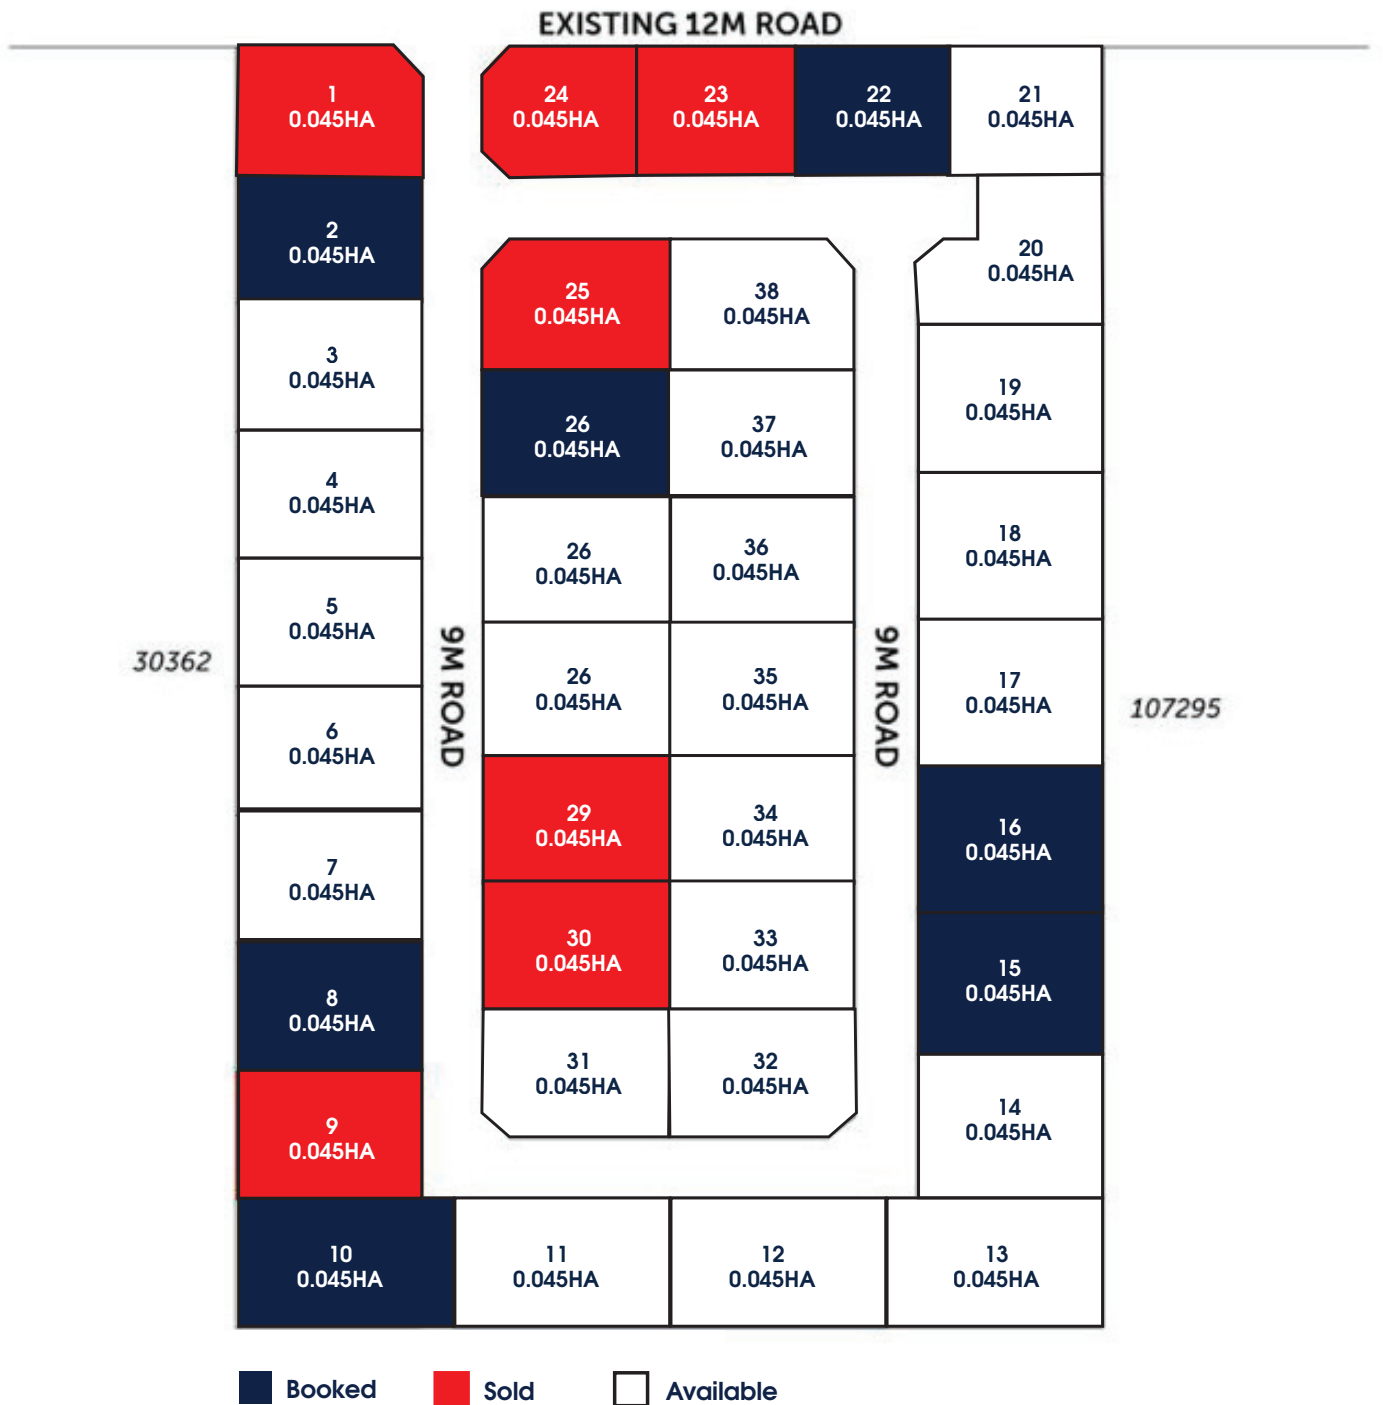 EXISTING 12M ROAD
1
0.045HA
24
0.045HA
23
0.045HA
22
0.045HA
21
0.045HA
2
0.045HA
20
0.045HA
25
0.045HA
38
0.045HA
3
0.045HA
19
0.045HA
26
0.045HA
37
0.045HA
4
0.045HA
18
0.045HA
26
0.045HA
36
0.045HA
5
0.045HA
30362
9M ROAD
26
0.045HA
35
0.045HA
9M ROAD
17
0.045HA
107295
6
0.045HA
29
0.045HA
34
0.045HA
16
0.045HA
7
0.045HA
30
0.045HA
33
0.045HA
15
0.045HA
8
0.045HA
31
0.045HA
32
0.045HA
14
0.045HA
9
0.045HA
10
0.045HA
11
0.045HA
12
0.045HA
13
0.045HA
Booked
Sold
Available